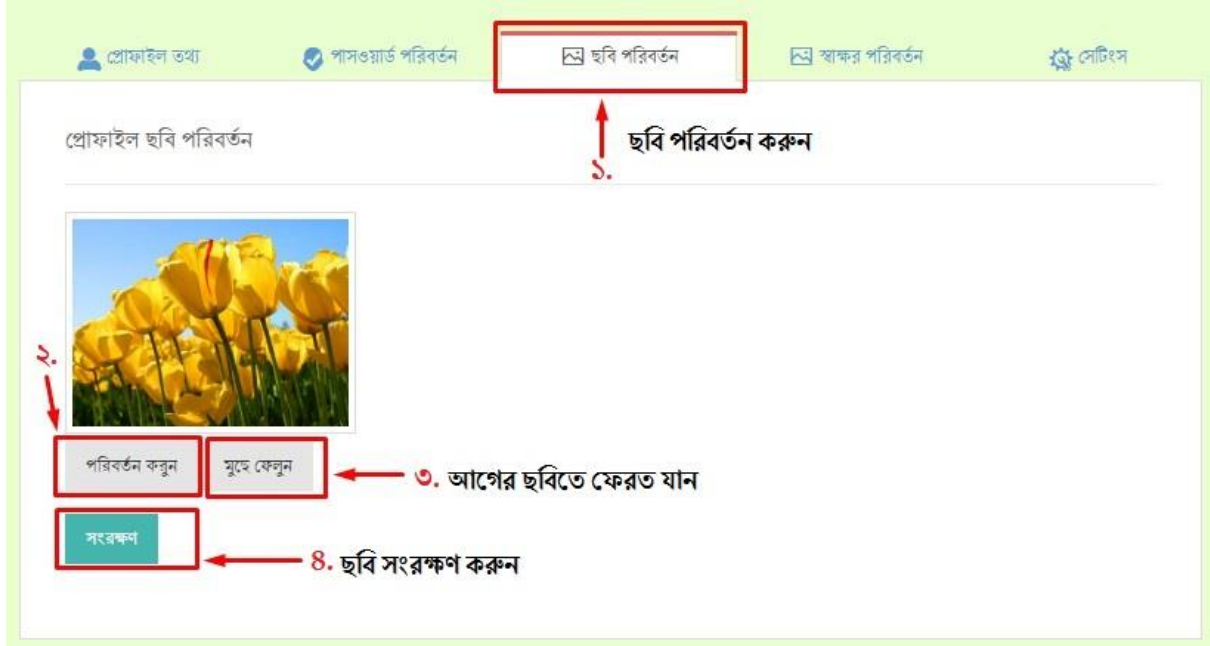 প্রোফাইল তথ্য পাসওয়ার্ড পরিবর্তন ছবি পরিবর্তন স্বাক্ষর পরিবর্তন সেটিংস
প্রোফাইল ছবি পরিবর্তন
ছবি পরিবর্তন করুন
১.
২.
পরিবর্তন করুন মুছে ফেলুন
৩. আগের ছবিতে ফেরত যান
সংরক্ষণ
৪. ছবি সংরক্ষণ করুন